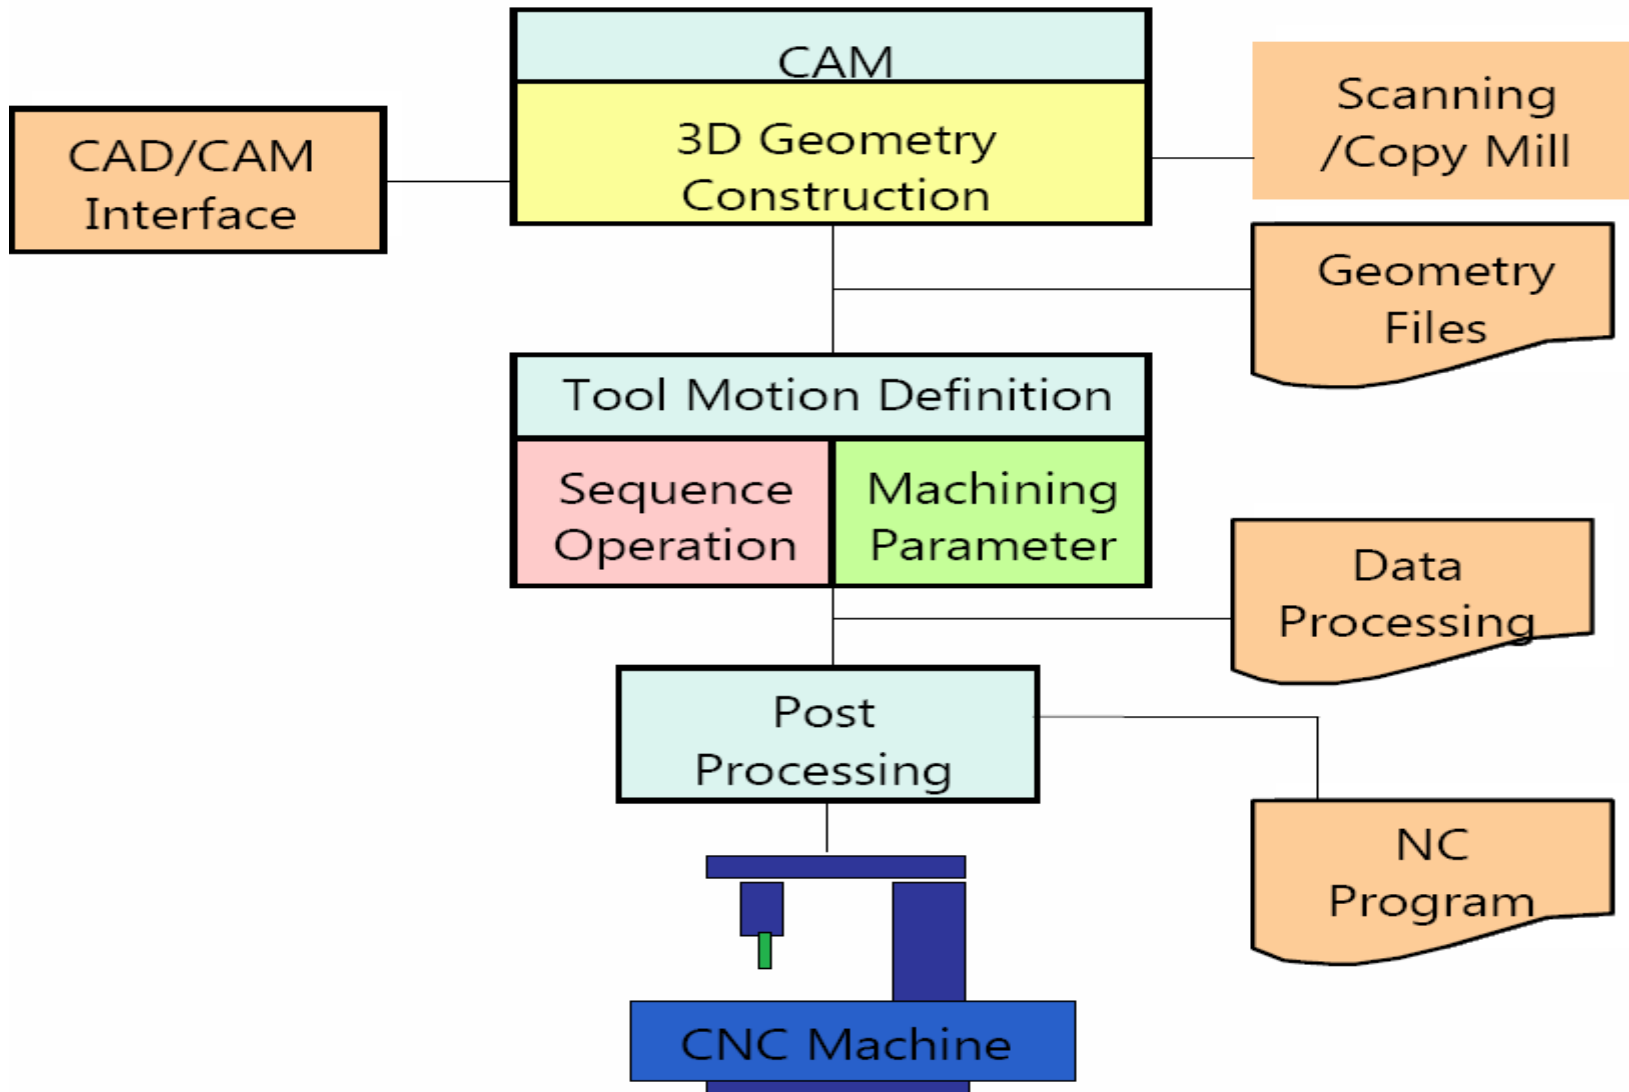 CAM
3D Geometry
Construction
CAD/CAM
Interface
Scanning
/Copy Mill
Geometry
Files
Tool Motion Definition
Sequence
Operation
Machining
Parameter
Data
Processing
Post
Processing
NC
Program
CNC Machine